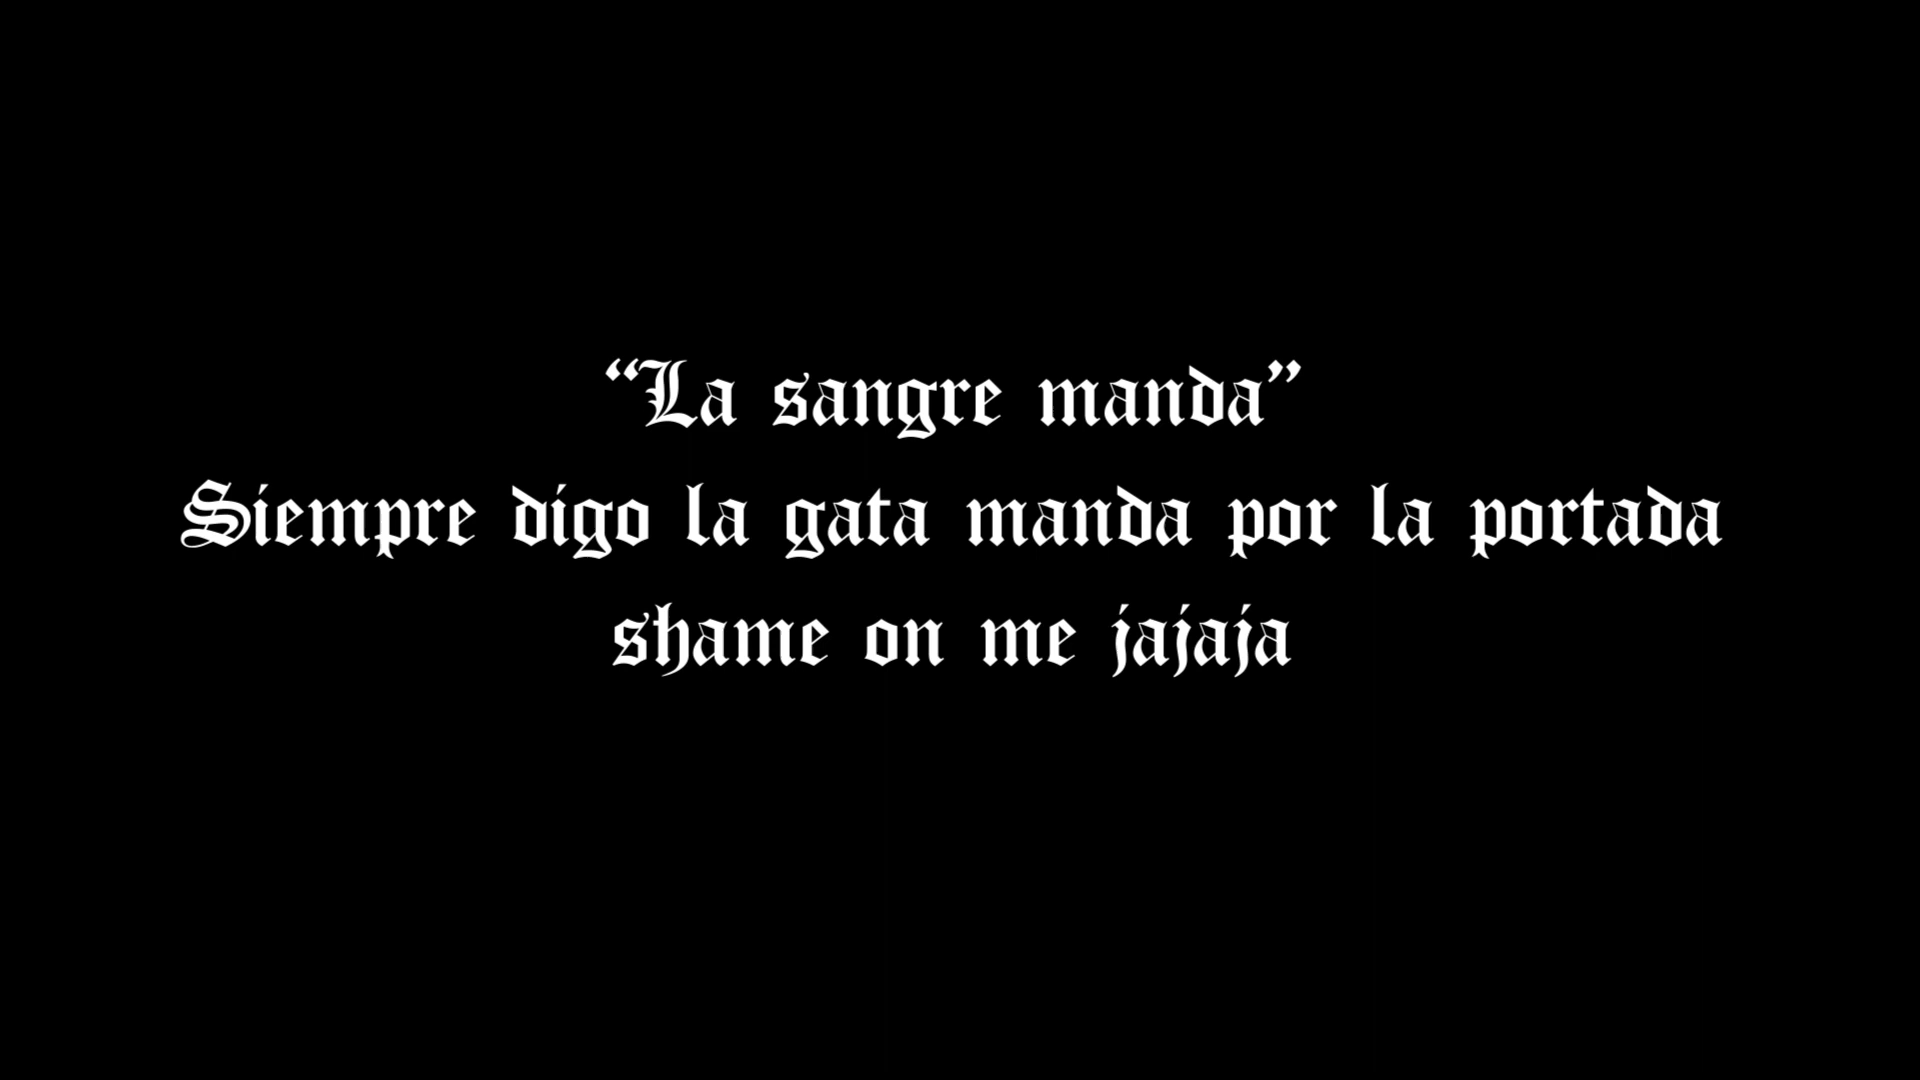 “La sangre manda”
Siempre digo la gata manda por la portada
shame on me jajaja